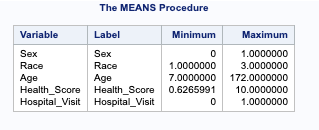 The MEANS Procedure
Variable Label Minimum Maximum
Sex Sex 0 1.0000000
Race Race 1.0000000 3.0000000
Age Age 7.0000000 172.0000000
Health_Score Health_Score 0.6265991 10.0000000
Hospital_Visit Hospital_Visit 0 1.0000000